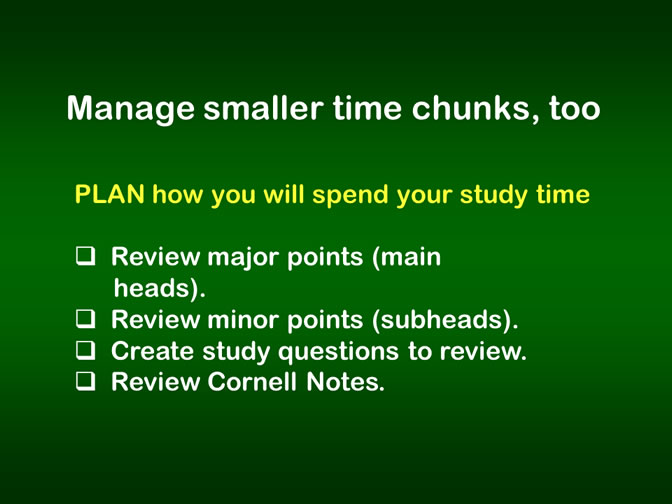 Manage smaller time chunks, too
PLAN how you will spend your study time
❑ Review major points (main
heads).
❑ Review minor points (subheads).
❑ Create study questions to review.
❑ Review Cornell Notes.